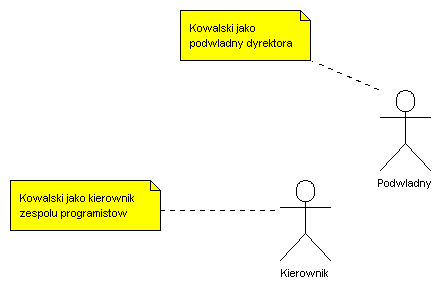 Kowalski jako
podwladny dyrektora
Podwladny
Kowalski jako kierownik
zespolu programistow
Kierownik